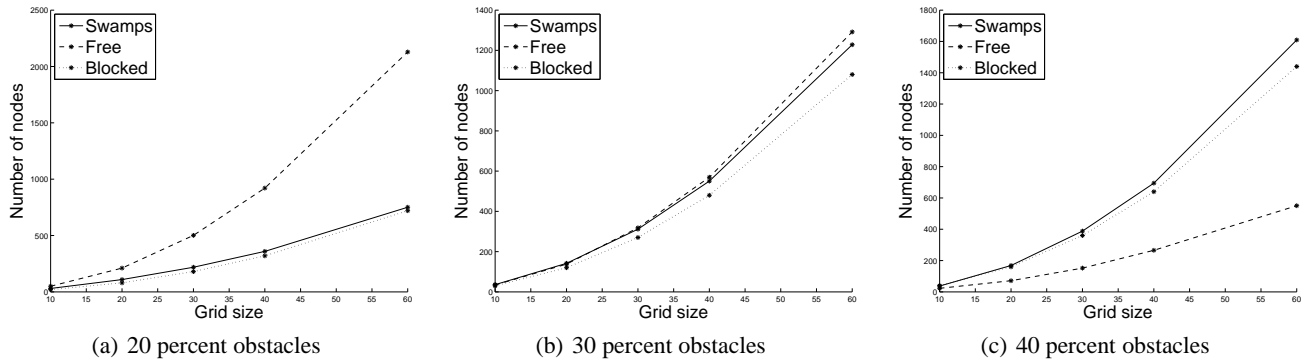 2500
2000
1500
1000
500
0
10 15 20 25 30 35 40 45 50 55 60
Number of nodes
Grid size
Swamps
Free
Blocked
(a) 20 percent obstacles
1400
1200
1000
800
600
400
200
0
10 15 20 25 30 35 40 45 50 55 60
Number of nodes
Grid size
Swamps
Free
Blocked
(b) 30 percent obstacles
1800
1600
1400
1200
1000
800
600
400
200
0
10 15 20 25 30 35 40 45 50 55 60
Number of nodes
Grid size
Swamps
Free
Blocked
(c) 40 percent obstacles